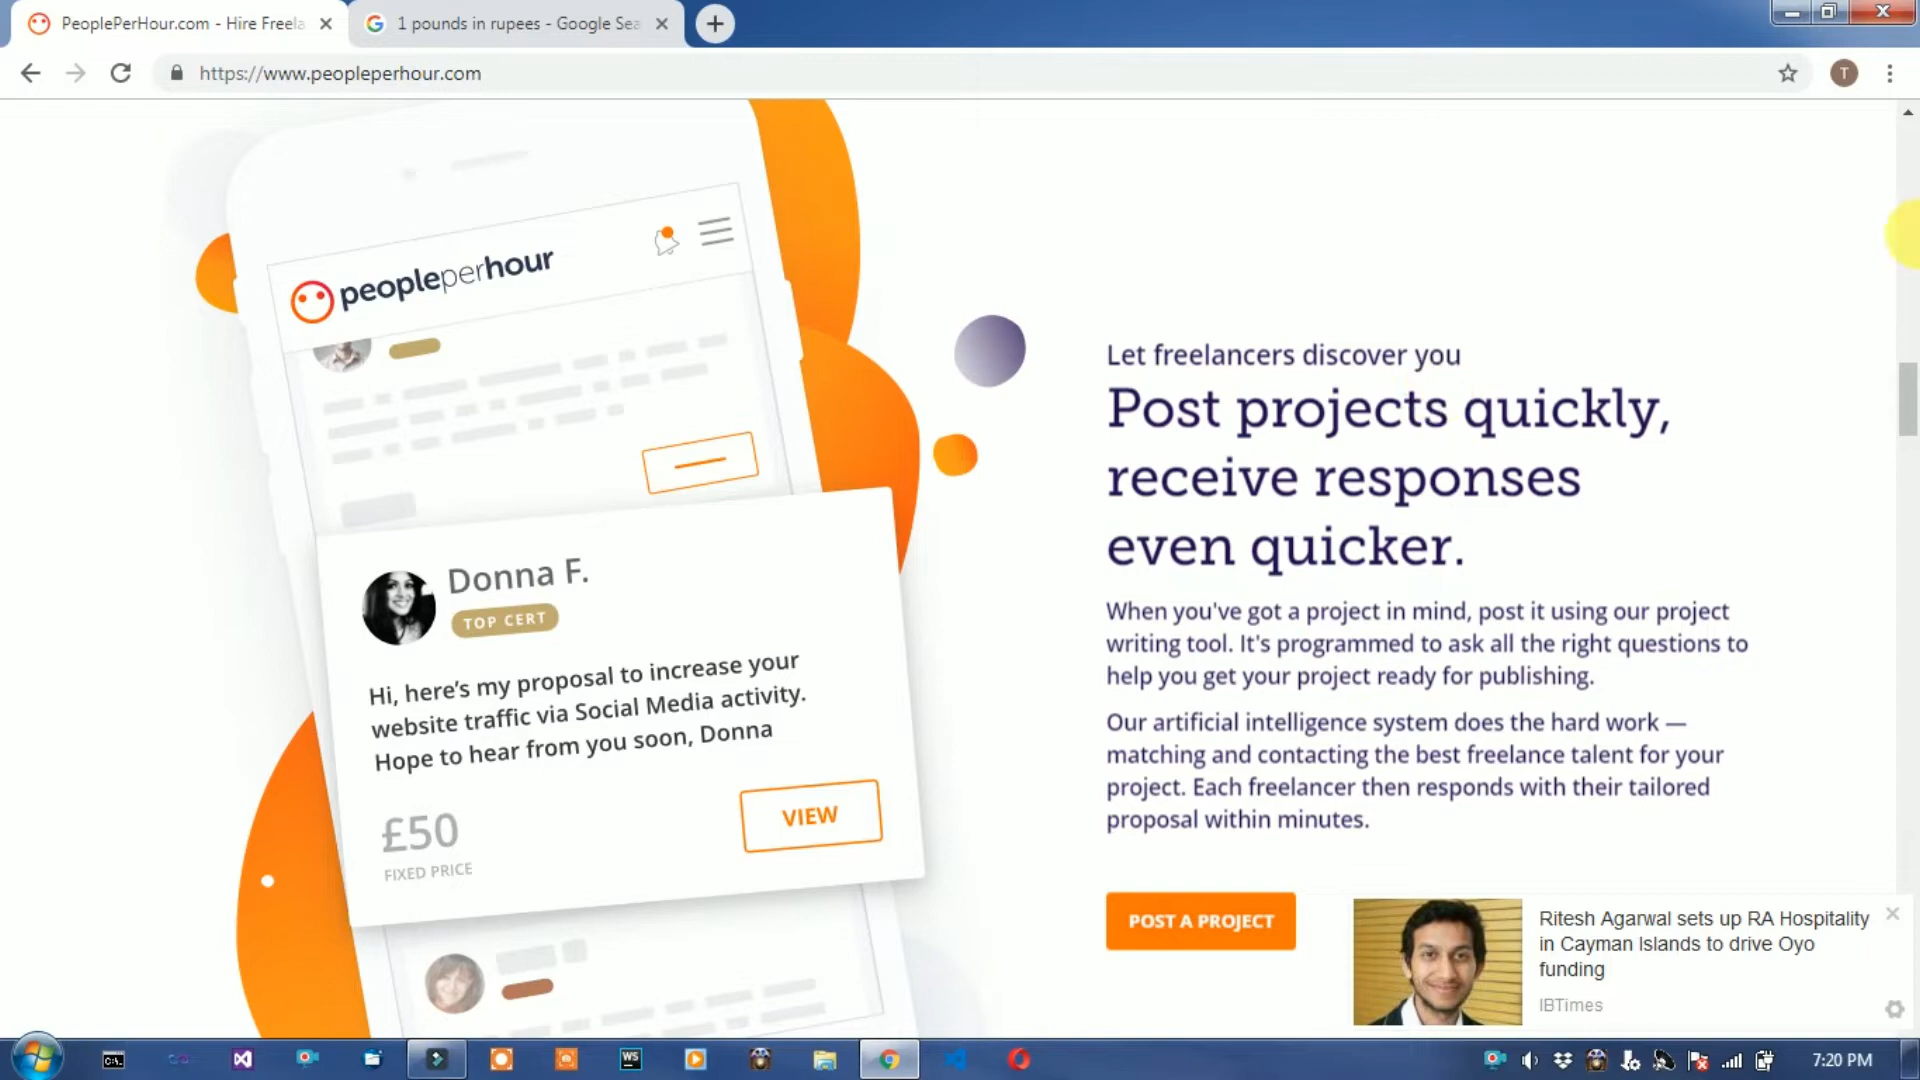 PeoplePerHour.com - Hire Freela
1 pounds in rupees - Google Sea
https://www.peopleperhour.com
T
peopleperhour
Let freelancers discover you
Post projects quickly,
receive responses
even quicker.
When you've got a project in mind, post it using our project
writing tool. It's programmed to ask all the right questions to
help you get your project ready for publishing.
Our artificial intelligence system does the hard work —
matching and contacting the best freelance talent for your
project. Each freelancer then responds with their tailored
proposal within minutes.
POST A PROJECT
Donna F.
TOP CERT
Hi, here's my proposal to increase your
website traffic via Social Media activity.
Hope to hear from you soon, Donna
£50
FIXED PRICE
VIEW
Ritesh Agarwal sets up RA Hospitality
in Cayman Islands to drive Oyo
funding
IBTimes
C:\.
WS
7:20 PM